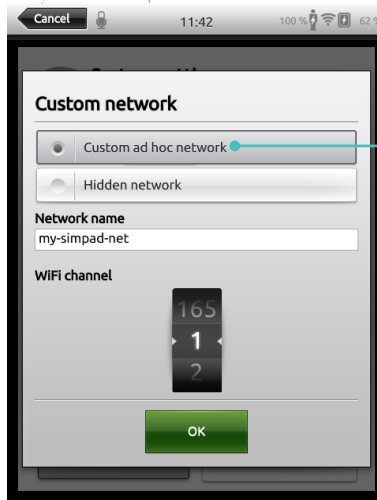 Cancel
11:42
100 %
62 %
Custom network
Custom ad hoc network
Hidden network
Network name
my-simpad-net
WiFi channel
165
1
2
OK